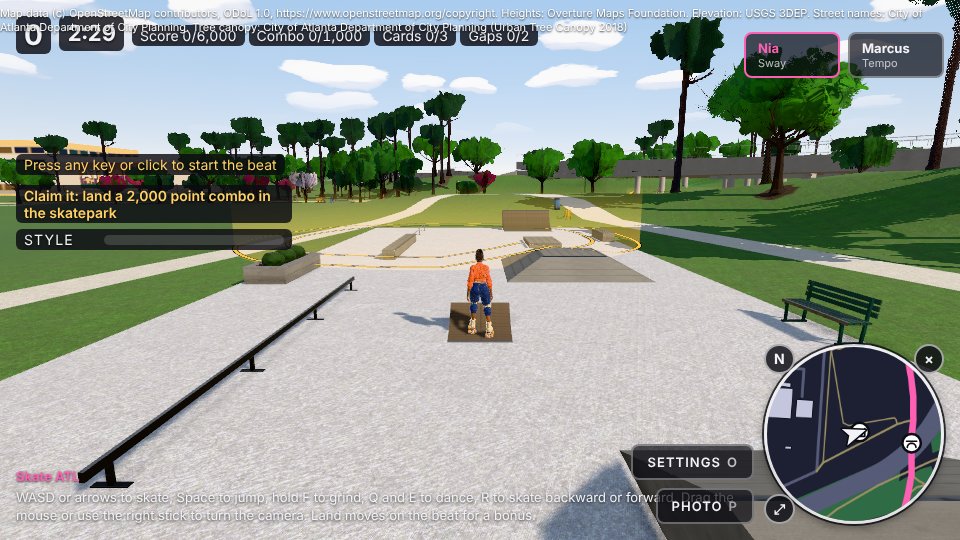 Map data (c) OpenStreetMap contributors, ODbL 1.0, https://www.openstreetmap.org/copyright. Heights: Overture Maps Foundation. Elevation: USGS 3DEP. Street names: City of
Atlanta Department of City Planning. Tree canopy: City of Atlanta Department of City Planning (Urban Tree Canopy 2018)
0
2:29
Score 0/6,000
Combo 0/1,000
Cards 0/3
Gaps 0/2
Nia
Sway
Marcus
Tempo
Press any key or click to start the beat
Claim it: land a 2,000 point combo in
the skatepark
STYLE
N
×
SETTINGS O
PHOTO P
Skate ATL
WASD or arrows to skate, Space to jump, hold F to grind, Q and E to dance, R to skate backward or forward. Drag the
mouse or use the right stick to turn the camera. Land moves on the beat for a bonus.